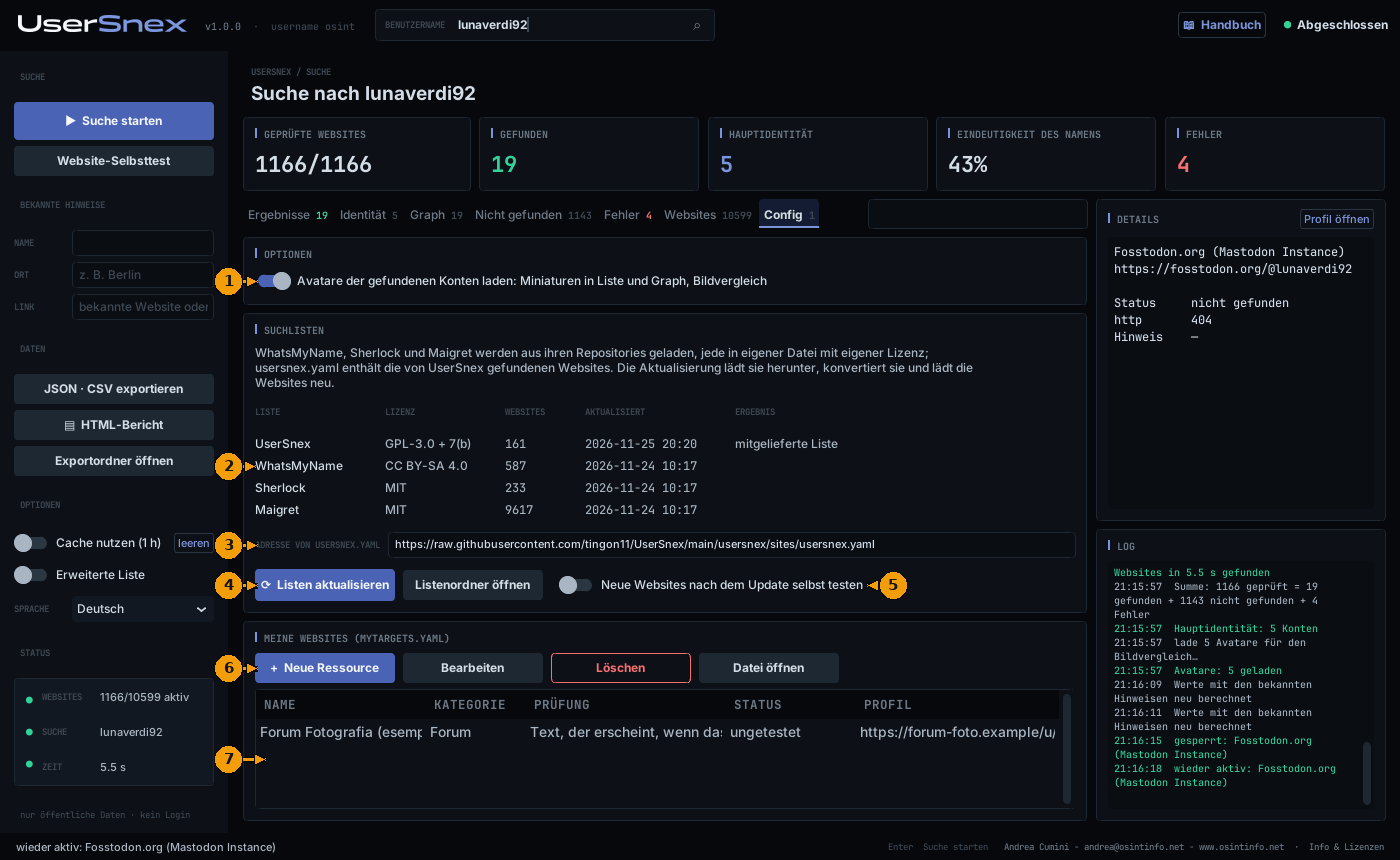 UserSnex v1.0.0 · username osint BENUTZERNAME lunaverdi92 Handbuch Abgeschlossen
SUCHE
▶ Suche starten
Website-Selbsttest
BEKANNTE HINWEISE
NAME
ORT z. B. Berlin
LINK bekannte Website oder
DATEN
JSON · CSV exportieren
HTML-Bericht
Exportordner öffnen
OPTIONEN
Cache nutzen (1 h) leeren
Erweiterte Liste
SPRACHE Deutsch
STATUS
WEBSITES 1166/10599 aktiv
SUCHE lunaverdi92
ZEIT 5.5 s
nur öffentliche Daten · kein Login
USERSNEX / SUCHE
Suche nach lunaverdi92
GEPRÜFTE WEBSITES
1166/1166
GEFUNDEN
19
HAUPTIDENTITÄT
5
EINDEUTIGKEIT DES NAMENS
43%
FEHLER
4
Ergebnisse 19 Identität 5 Graph 19 Nicht gefunden 1143 Fehler 4 Websites 10599 Config 1
OPTIONEN
1 Avatare der gefundenen Konten laden: Miniaturen in Liste und Graph, Bildvergleich
SUCHLISTEN
WhatsMyName, Sherlock und Maigret werden aus ihren Repositories geladen, jede in eigener Datei mit eigener Lizenz;
usersnex.yaml enthält die von UserSnex gefundenen Websites. Die Aktualisierung lädt sie herunter, konvertiert sie und lädt die
Websites neu.
LISTE LIZENZ WEBSITES AKTUALISIERT ERGEBNIS
UserSnex GPL-3.0 + 7(b) 161 2026-11-25 20:20 mitgelieferte Liste
2 WhatsMyName CC BY-SA 4.0 587 2026-11-24 10:17
Sherlock MIT 233 2026-11-24 10:17
Maigret MIT 9617 2026-11-24 10:17
3 ADRESSE VON USERSNEX.YAML https://raw.githubusercontent.com/tingon11/UserSnex/main/usersnex/sites/usersnex.yaml
4 ⟳ Listen aktualisieren Listenordner öffnen Neue Websites nach dem Update selbst testen 5
MEINE WEBSITES (MYTARGETS.YAML)
6 + Neue Ressource Bearbeiten Löschen Datei öffnen
NAME KATEGORIE PRÜFUNG STATUS PROFIL
Forum Fotografia (esemp Forum Text, der erscheint, wenn da: ungetestet https://forum-foto.example/u/
7
DETAILS Profil öffnen
Fosstodon.org (Mastodon Instance)
https://fosstodon.org/@lunaverdi92
Status nicht gefunden
http 404
Hinweis —
LOG
Websites in 5.5 s gefunden
21:15:57 Summe: 1166 geprüft = 19
gefunden + 1143 nicht gefunden + 4
Fehler
21:15:57 Hauptidentität: 5 Konten
21:15:57 lade 5 Avatare für den
Bildvergleich…
21:15:57 Avatare: 5 geladen
21:16:09 Werte mit den bekannten
Hinweisen neu berechnet
21:16:11 Werte mit den bekannten
Hinweisen neu berechnet
21:16:15 gesperrt: Fosstodon.org
(Mastodon Instance)
21:16:18 wieder aktiv: Fosstodon.org
(Mastodon Instance)
wieder aktiv: Fosstodon.org (Mastodon Instance) Enter Suche starten Andrea Cumini - andrea@osintinfo.net - www.osintinfo.net · Info & Lizenzen